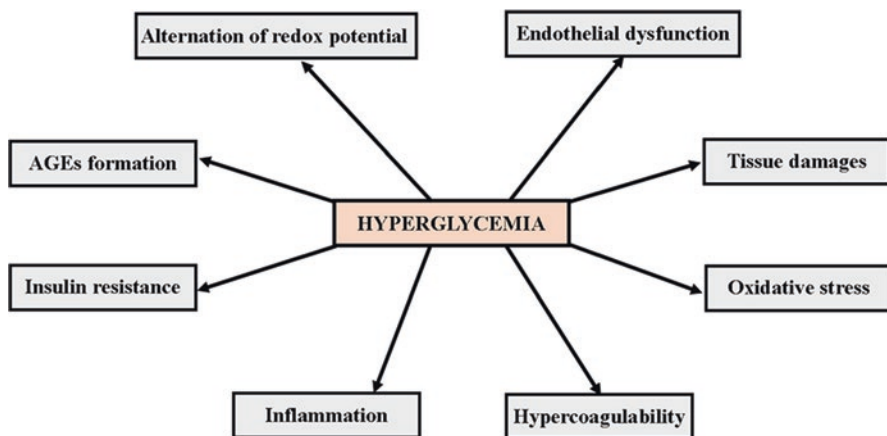 Alternation of redox potential
Endothelial dysfunction
AGEs formation
Tissue damages
HYPERGLYCEMIA
Insulin resistance
Oxidative stress
Inflammation
Hypercoagulability